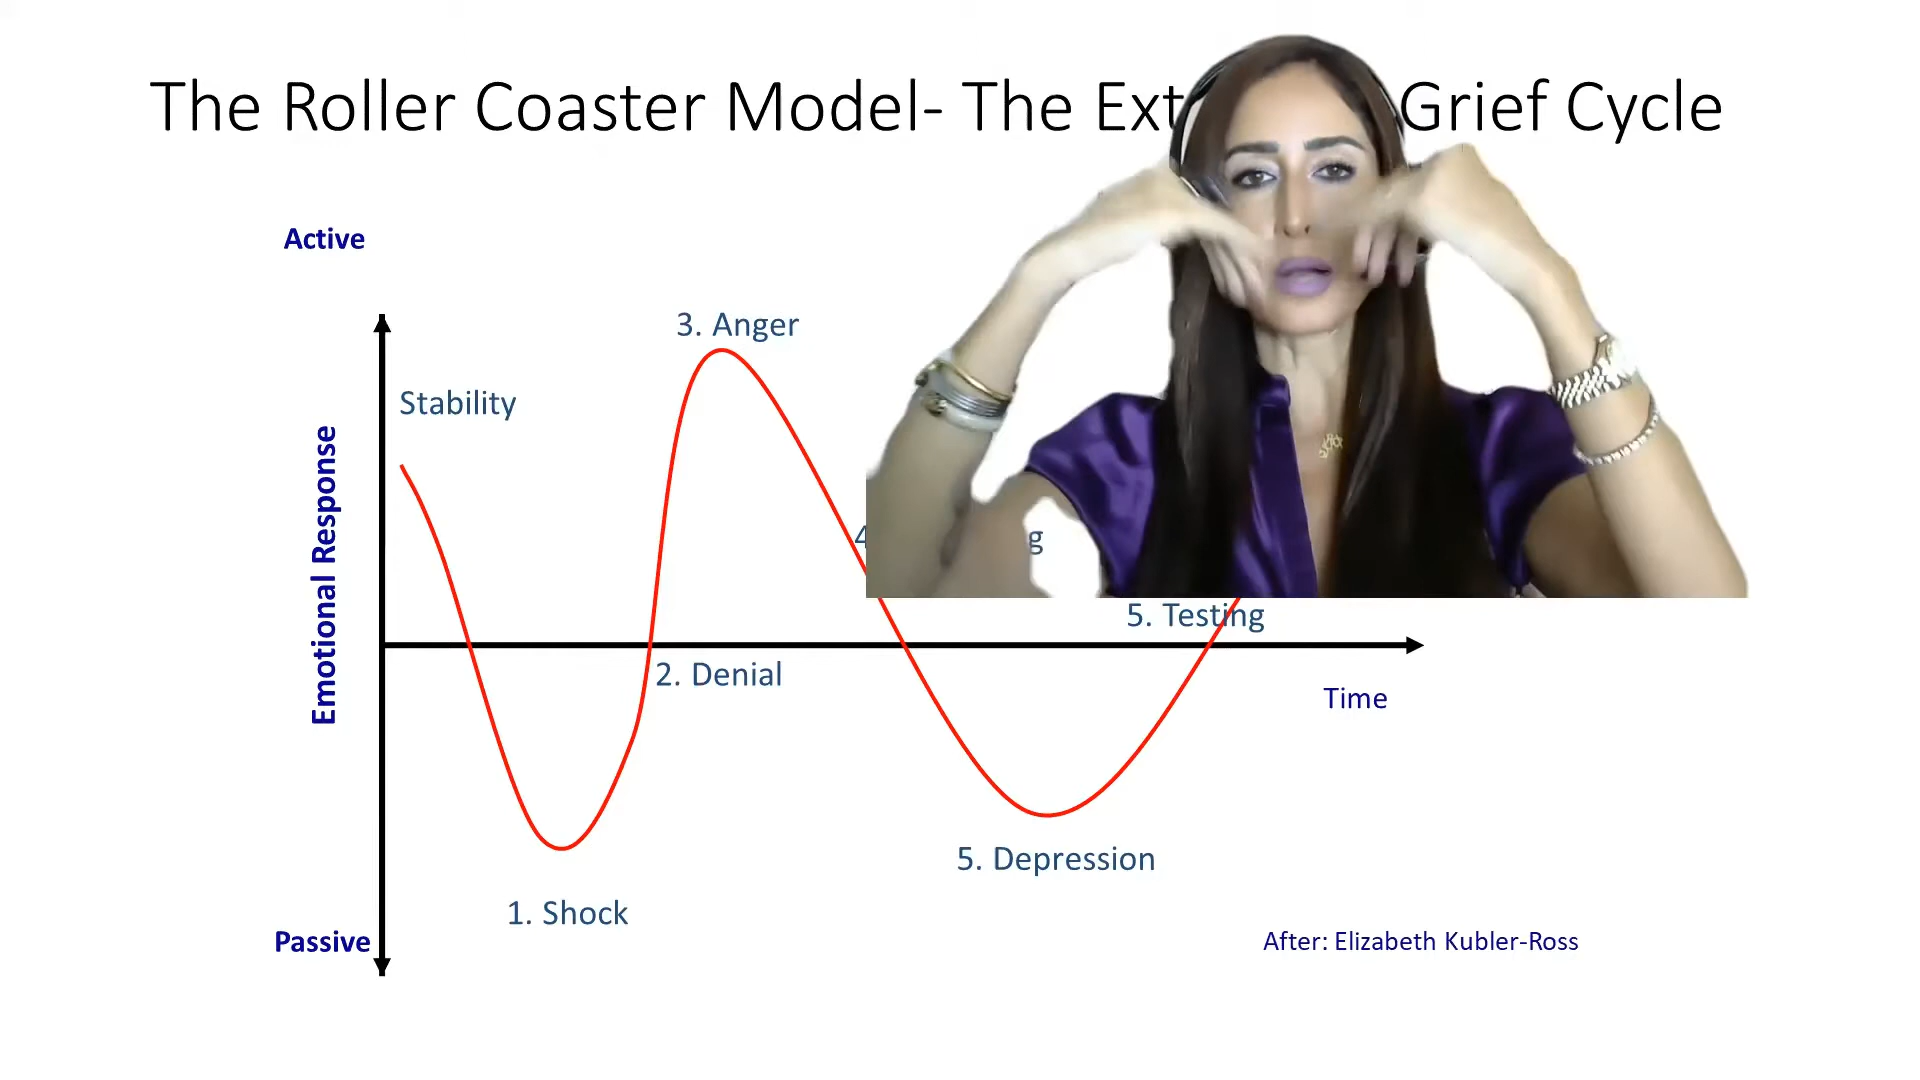 The Roller Coaster Model- The Ext Grief Cycle
Active
3. Anger
Stability
Emotional Response
4 g
5. Testing
2. Denial
Time
5. Depression
1. Shock
Passive
After: Elizabeth Kubler-Ross